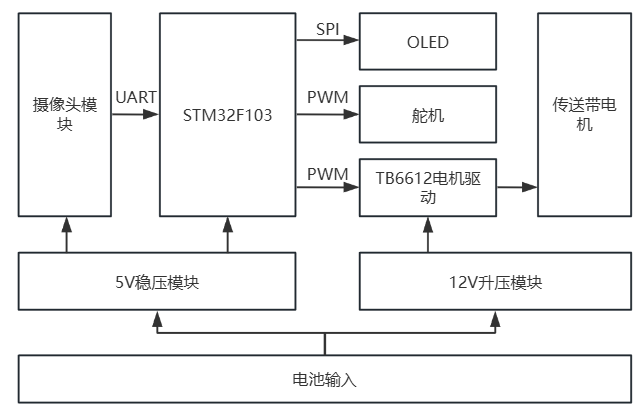 SPI
OLED
摄像头模
块
UART
STM32F103
PWM
舵机
传送带电
机
PWM
TB6612电机驱
动
5V稳压模块
12V升压模块
电池输入